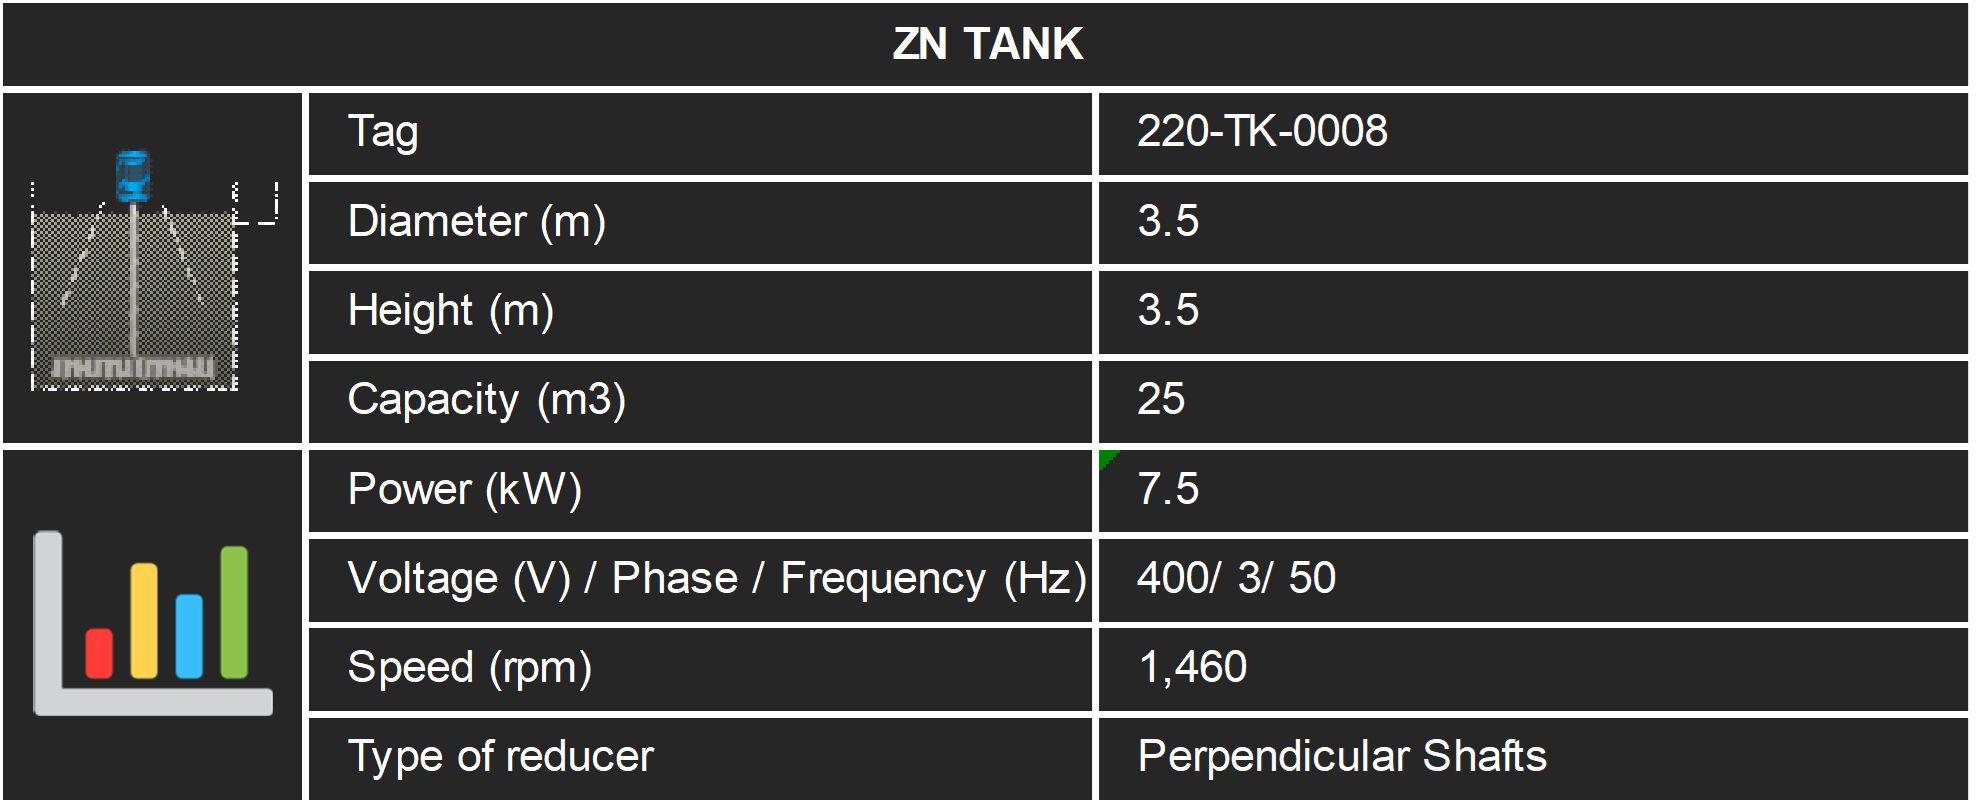 ZN TANK
Tag 220-TK-0008
Diameter (m) 3.5
Height (m) 3.5
Capacity (m3) 25
Power (kW) 7.5
Voltage (V) / Phase / Frequency (Hz) 400/ 3/ 50
Speed (rpm) 1,460
Type of reducer Perpendicular Shafts